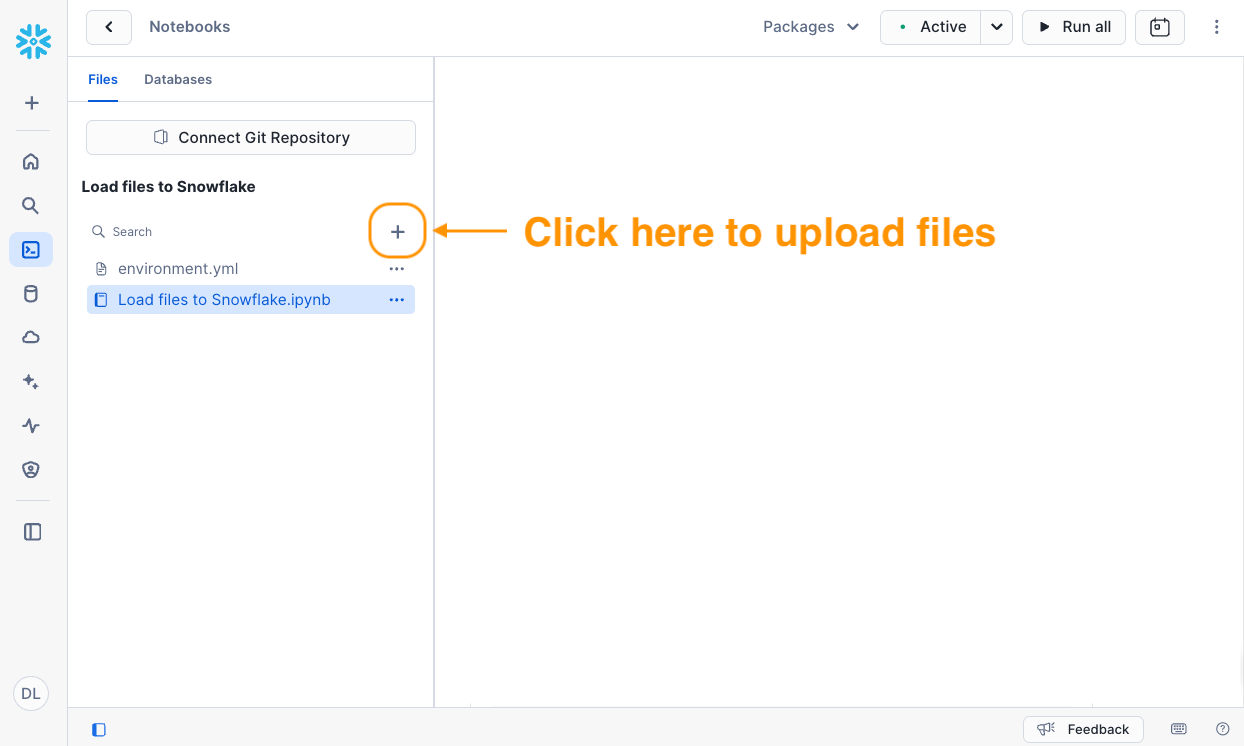 Notebooks
Packages
Active
Run all
Files
Databases
Connect Git Repository
Load files to Snowflake
Search
Click here to upload files
environment.yml
Load files to Snowflake.ipynb
DL
Feedback